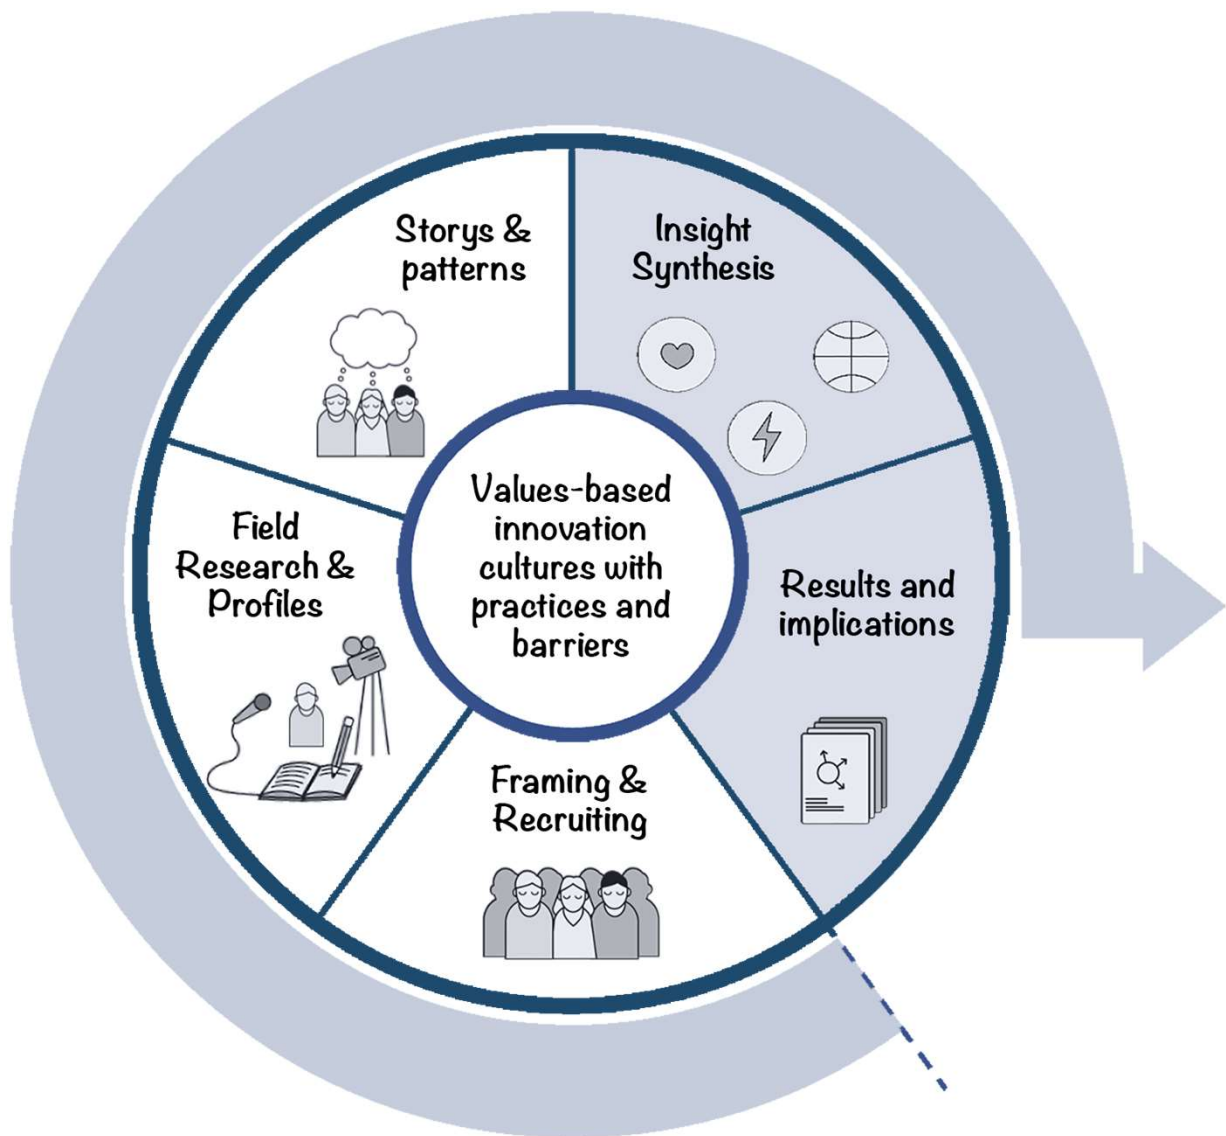 Storys &
patterns
Insight
Synthesis
Field
Research &
Profiles
Values-based
innovation
cultures with
practices and
barriers
Results and
implications
Framing &
Recruiting